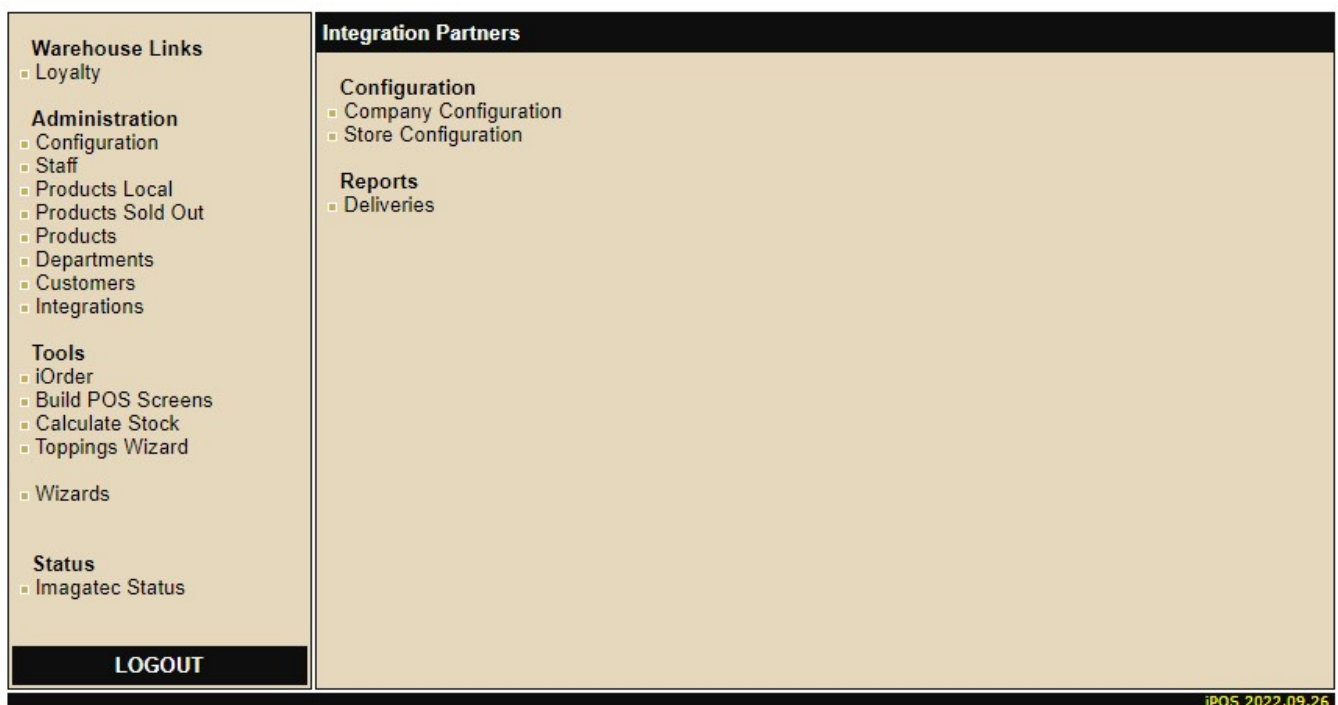 Warehouse Links
Loyalty
Administration
Configuration
Staff
Products Local
Products Sold Out
Products
Departments
Customers
Integrations
Tools
iOrder
Build POS Screens
Calculate Stock
Toppings Wizard
Wizards
Status
Imagatec Status
LOGOUT
Integration Partners
Configuration
Company Configuration
Store Configuration
Reports
Deliveries
iPOS 2022.09.26